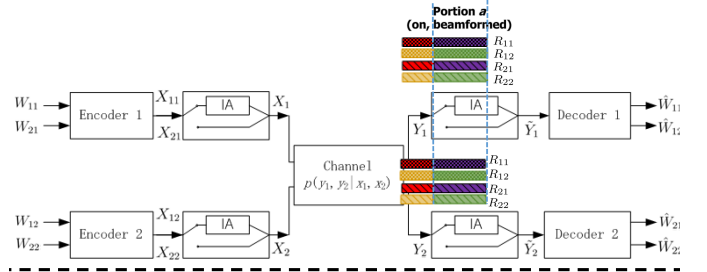 Portion a
(on, beamformed)
R11
R12
R21
R22
W11
W21
Encoder 1
X11
X21
IA
X1
Y1
IA
Ỹ1
Decoder 1
Ŵ11
Ŵ12
Channel
p(y1, y2|x1, x2)
R11
R12
R21
R22
W12
W22
Encoder 2
X12
X22
IA
X2
Y2
IA
Ỹ2
Decoder 2
Ŵ21
Ŵ22